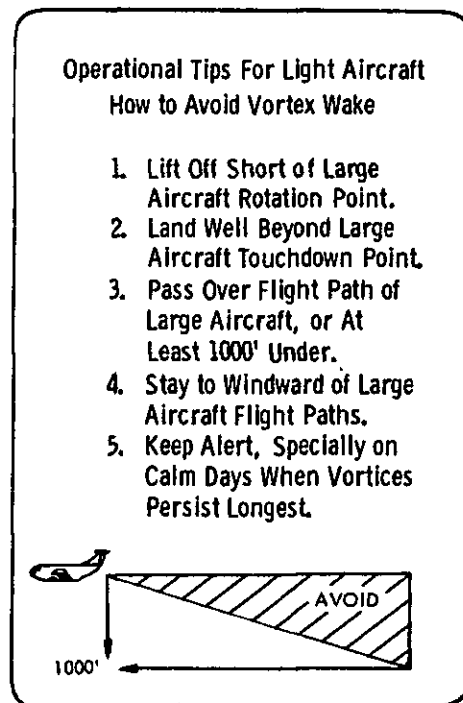 Operational Tips For Light Aircraft
How to Avoid Vortex Wake
1. Lift Off Short of Large
Aircraft Rotation Point.
2. Land Well Beyond Large
Aircraft Touchdown Point.
3. Pass Over Flight Path of
Large Aircraft, or At
Least 1000' Under.
4. Stay to Windward of Large
Aircraft Flight Paths.
5. Keep Alert, Specially on
Calm Days When Vortices
Persist Longest.
AVOID
1000'